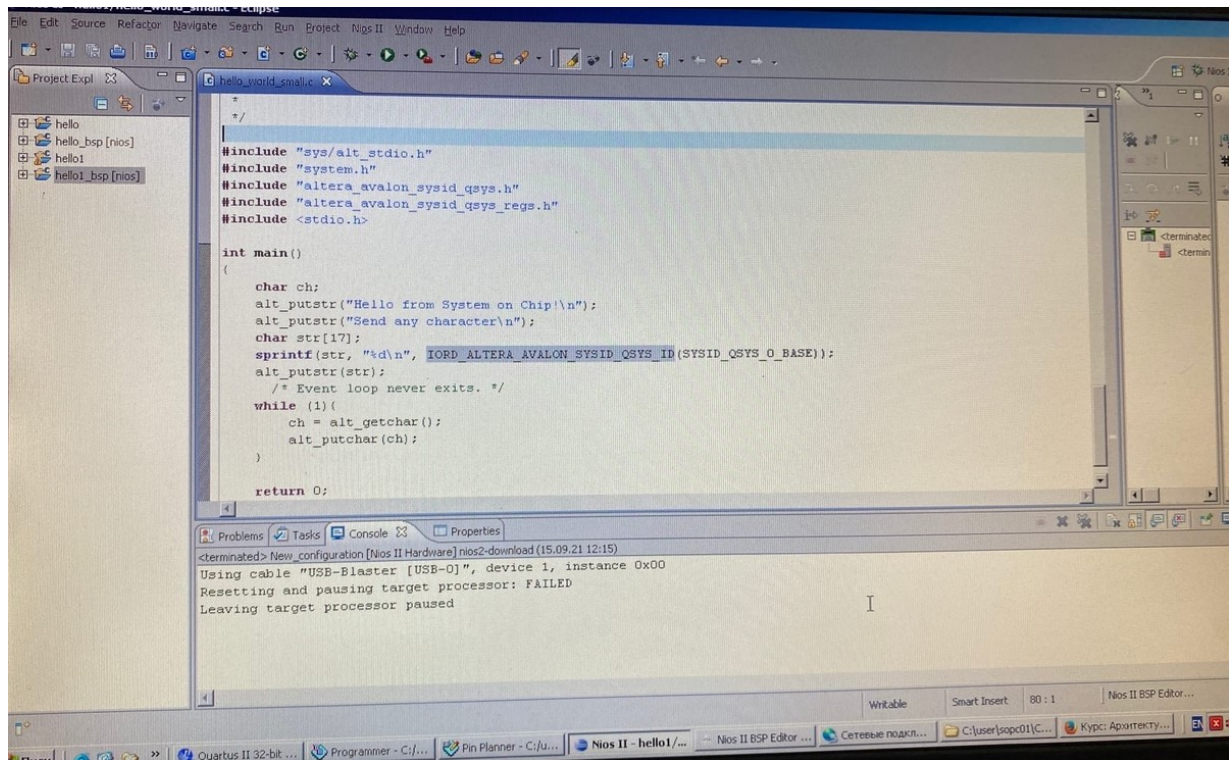 hello1/hello_world_small.c - Eclipse
File Edit Source Refactor Navigate Search Run Project Nios II Window Help
Project Expl
hello_world_small.c
Nios
hello
hello_bsp [nios]
hello1
hello1_bsp [nios]
*
*/
#include "sys/alt_stdio.h"
#include "system.h"
#include "altera_avalon_sysid_qsys.h"
#include "altera_avalon_sysid_qsys_regs.h"
#include <stdio.h>
int main()
{
char ch;
alt_putstr("Hello from System on Chip!\n");
alt_putstr("Send any character\n");
char str[17];
sprintf(str, "%d\n", IORD_ALTERA_AVALON_SYSID_QSYS_ID(SYSID_QSYS_0_BASE));
alt_putstr(str);
/* Event loop never exits. */
while (1){
ch = alt_getchar();
alt_putchar(ch);
}
return 0;
<terminated
<termin
Problems Tasks Console Properties
<terminated> New_configuration [Nios II Hardware] nios2-download (15.09.21 12:15)
Using cable "USB-Blaster [USB-0]", device 1, instance 0x00
Resetting and pausing target processor: FAILED
Leaving target processor paused
Writable Smart Insert 80 : 1 Nios II BSP Editor...
Quartus II 32-bit ... Programmer - C:/... Pin Planner - C:/u... Nios II - hello1/... Nios II BSP Editor ... Сетевые подкл... C:\user\sopc01\C... Курс: Архитекту... EN